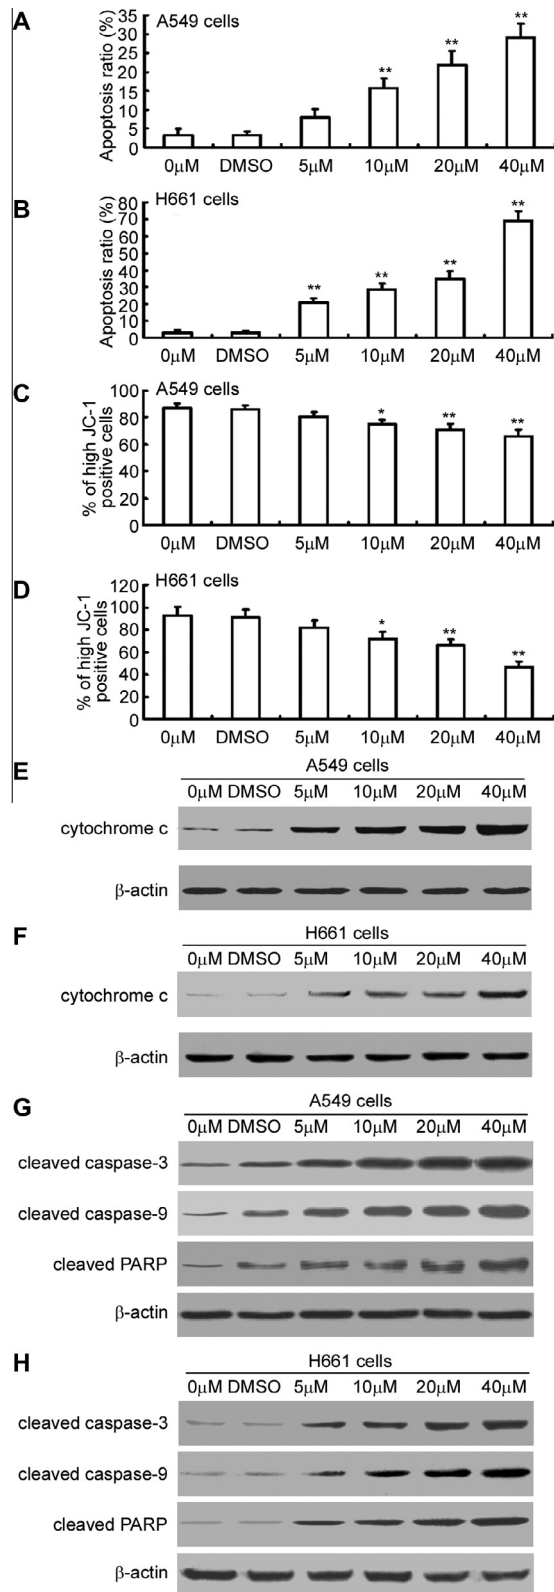 A
A549 cells
Apoptosis ratio (%)
35
30
25
20
15
10
5
0
**
**
**
0μM DMSO 5μM 10μM 20μM 40μM
B
H661 cells
Apoptosis ratio (%)
80
70
60
50
40
30
20
10
0
**
**
**
**
0μM DMSO 5μM 10μM 20μM 40μM
C
A549 cells
% of high JC-1
positive cells
100
80
60
40
20
0
*
**
**
0μM DMSO 5μM 10μM 20μM 40μM
D
H661 cells
% of high JC-1
positive cells
120
100
80
60
40
20
0
*
**
**
0μM DMSO 5μM 10μM 20μM 40μM
E
A549 cells
0μM DMSO 5μM 10μM 20μM 40μM
cytochrome c
β-actin
F
H661 cells
0μM DMSO 5μM 10μM 20μM 40μM
cytochrome c
β-actin
G
A549 cells
0μM DMSO 5μM 10μM 20μM 40μM
cleaved caspase-3
cleaved caspase-9
cleaved PARP
β-actin
H
H661 cells
0μM DMSO 5μM 10μM 20μM 40μM
cleaved caspase-3
cleaved caspase-9
cleaved PARP
β-actin